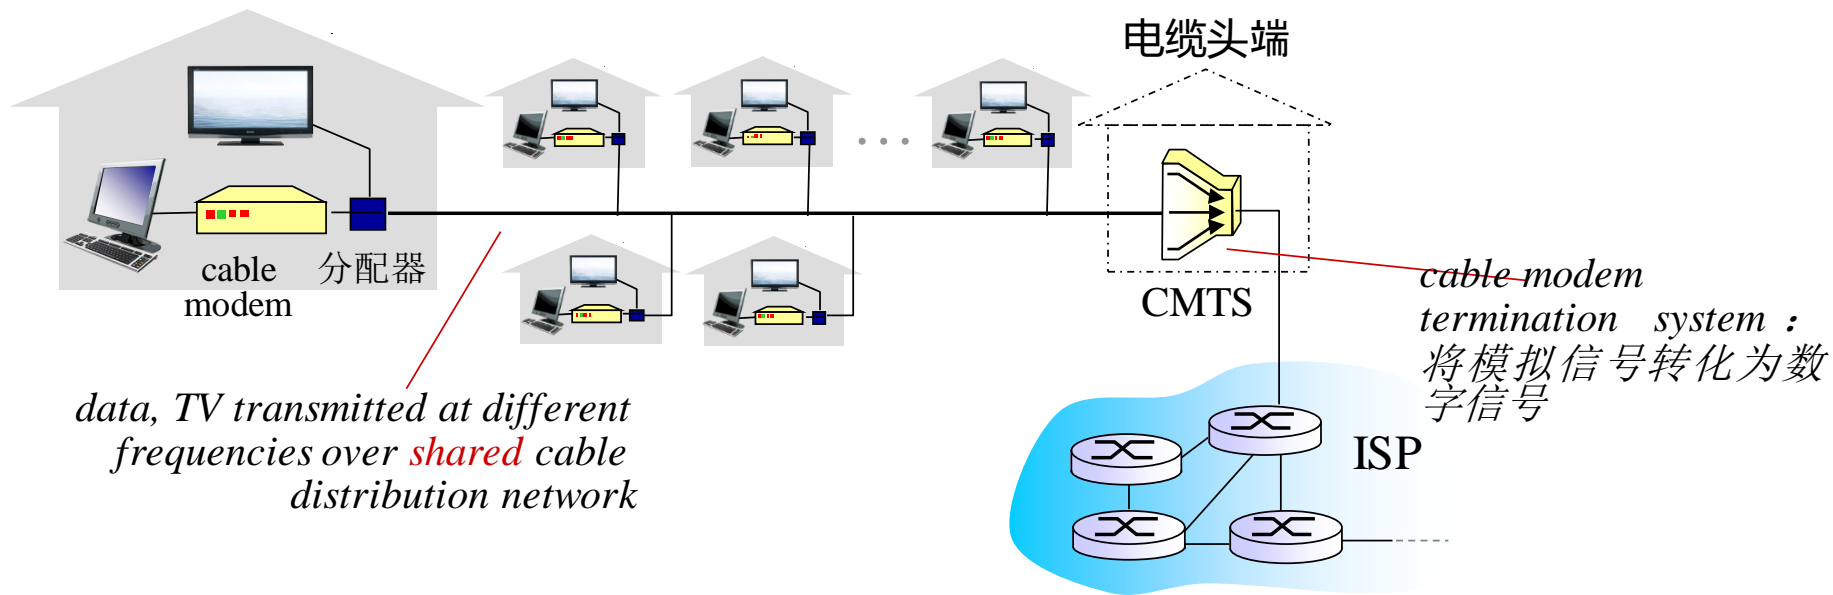 电缆头端
cable
modem
分配器
CMTS
cable modem
termination system：
将模拟信号转化为数
字信号
data, TV transmitted at different
frequencies over shared cable
distribution network
ISP